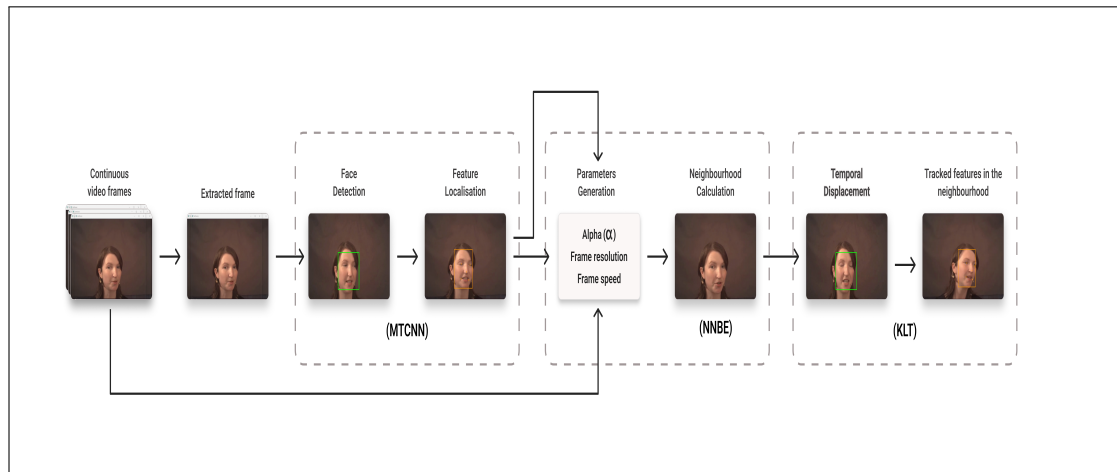 Continuous
video frames
Extracted frame
Face
Detection
Feature
Localisation
(MTCNN)
Parameters
Generation
Alpha (α)
Frame resolution
Frame speed
Neighbourhood
Calculation
(NNBE)
Temporal
Displacement
Tracked features in the
neighbourhood
(KLT)